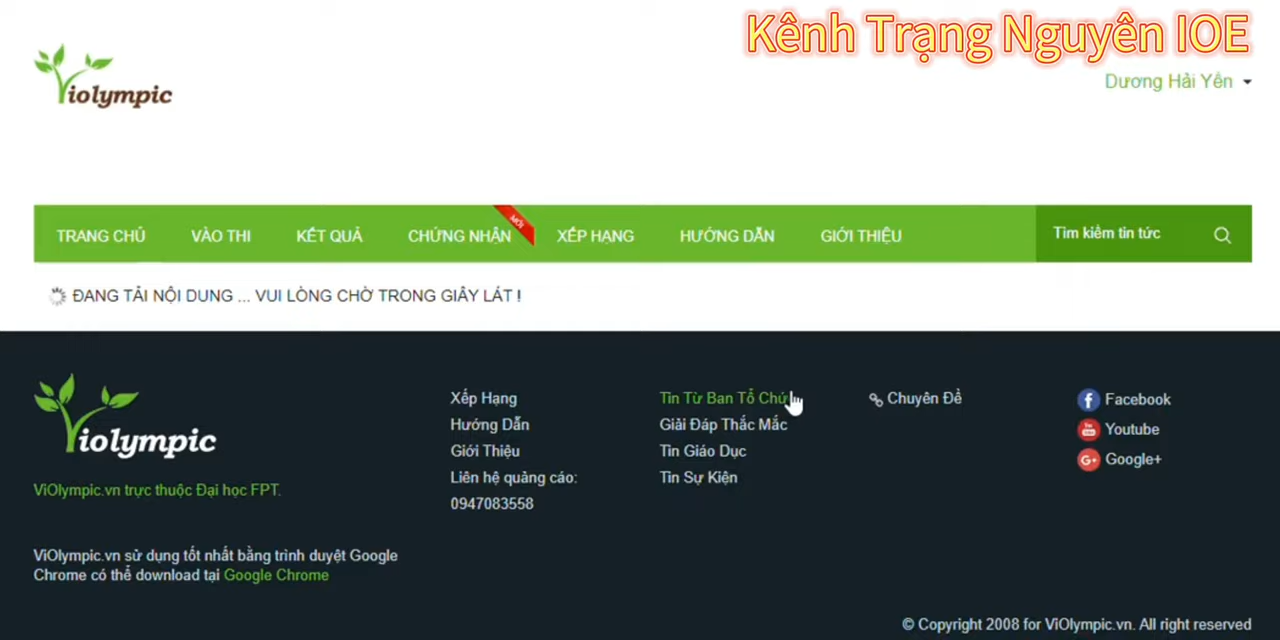 Kênh Trạng Nguyên IOE
Violympic
Dương Hải Yến
TRANG CHỦ VÀO THI KẾT QUẢ CHỨNG NHẬN MỚI XẾP HẠNG HƯỚNG DẪN GIỚI THIỆU Tìm kiếm tin tức
ĐANG TẢI NỘI DUNG ... VUI LÒNG CHỜ TRONG GIÂY LÁT !
Violympic
ViOlympic.vn trực thuộc Đại học FPT.
ViOlympic.vn sử dụng tốt nhất bằng trình duyệt Google
Chrome có thể download tại Google Chrome
Xếp Hạng
Hướng Dẫn
Giới Thiệu
Liên hệ quảng cáo:
0947083558
Tin Từ Ban Tổ Chứ
Giải Đáp Thắc Mắc
Tin Giáo Dục
Tin Sự Kiện
Chuyên Đề
Facebook
Youtube
Google+
© Copyright 2008 for ViOlympic.vn. All right reserved